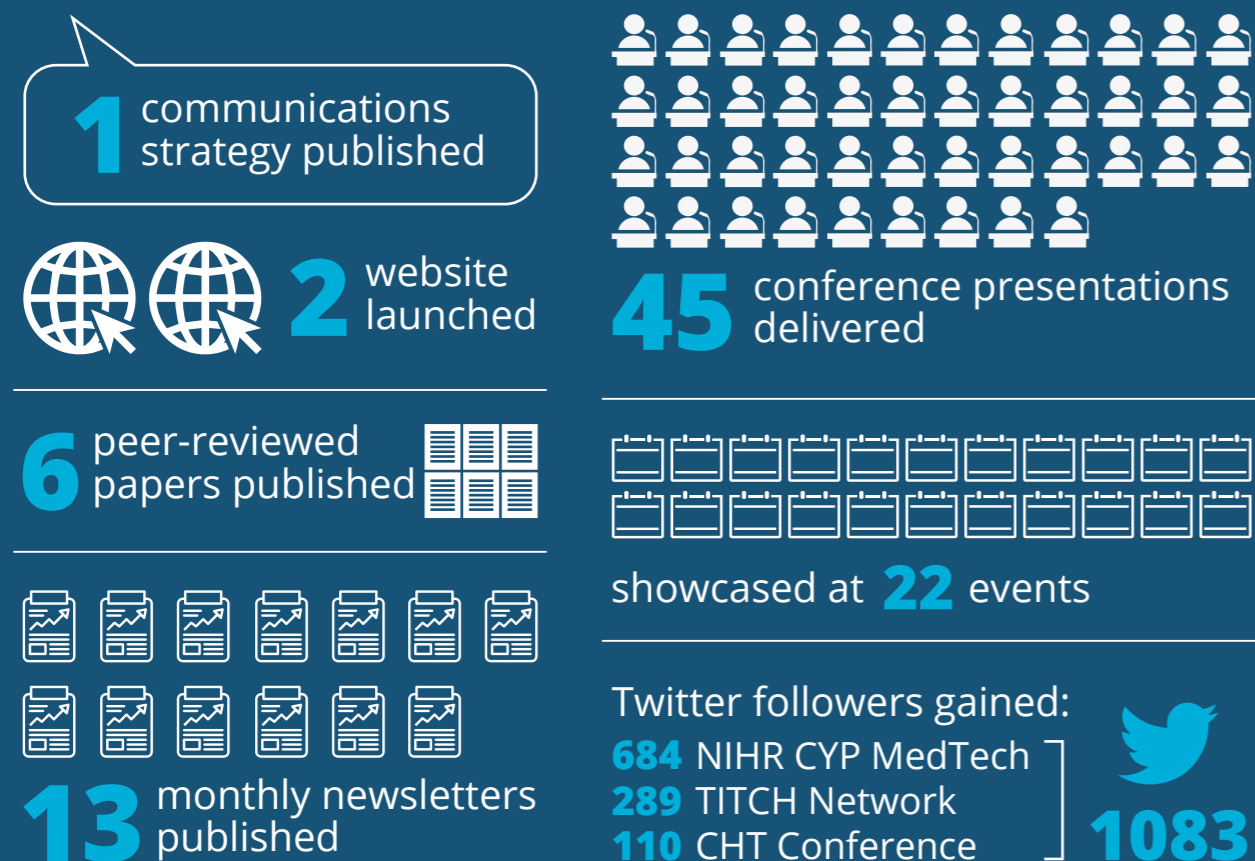 1 communications
strategy published
2 website
launched
6 peer-reviewed
papers published
13 monthly newsletters
published
45 conference presentations
delivered
showcased at 22 events
Twitter followers gained:
684 NIHR CYP MedTech
289 TITCH Network
110 CHT Conference
1083